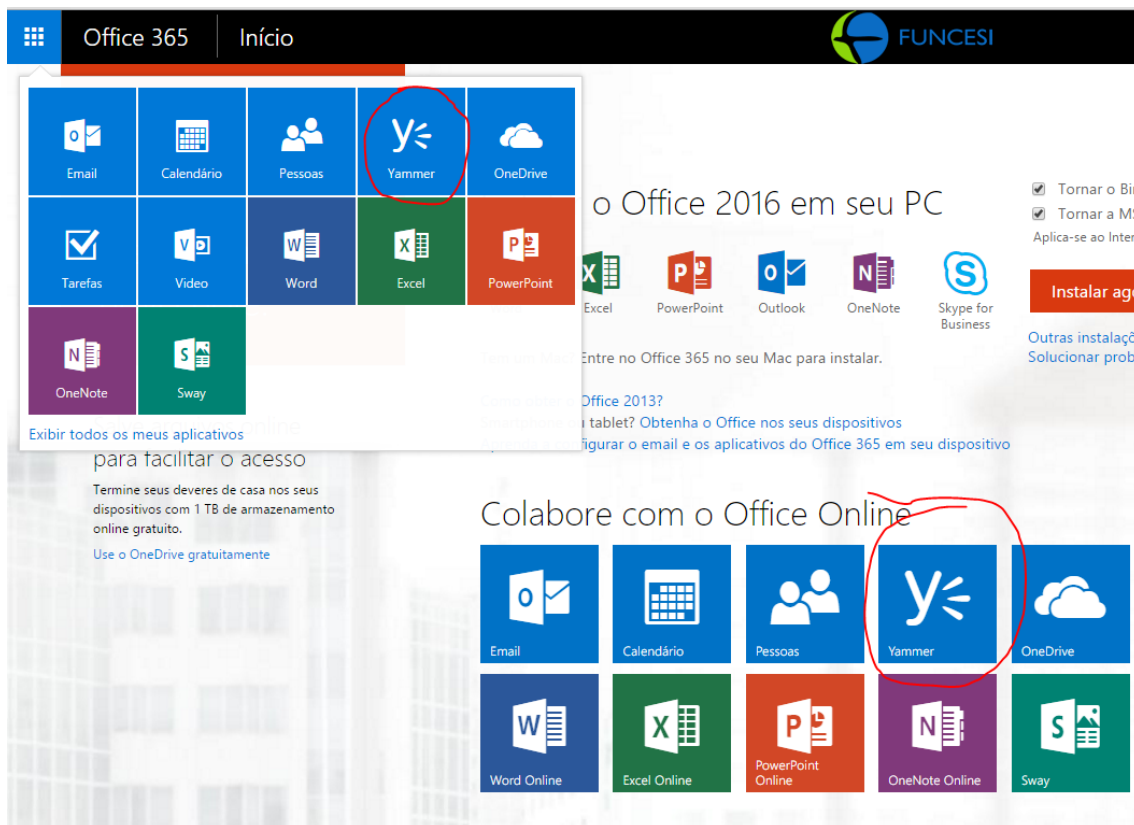 Office 365 Início FUNCESI
Email Calendário Pessoas Yammer OneDrive
Tarefas Video Word Excel PowerPoint
OneNote Sway
Exibir todos os meus aplicativos
para facilitar o acesso
Termine seus deveres de casa nos seus
dispositivos com 1 TB de armazenamento
online gratuito.
Use o OneDrive gratuitamente
o Office 2016 em seu PC
Excel PowerPoint Outlook OneNote Skype for
Business
Entre no Office 365 no seu Mac para instalar.
Office 2013?
tablet? Obtenha o Office nos seus dispositivos
figurar o email e os aplicativos do Office 365 em seu dispositivo
Tornar o Bi
Tornar a MS
Aplica-se ao Inter
Instalar ag
Outras instalaç
Solucionar prob
Colabore com o Office Online
Email Calendário Pessoas Yammer OneDrive
Word Online Excel Online PowerPoint
Online OneNote Online Sway